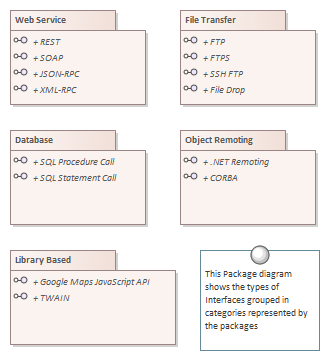 Web Service
+ REST
+ SOAP
+ JSON-RPC
+ XML-RPC
File Transfer
+ FTP
+ FTPS
+ SSH FTP
+ File Drop
Database
+ SQL Procedure Call
+ SQL Statement Call
Object Remoting
+ .NET Remoting
+ CORBA
Library Based
+ Google Maps JavaScript API
+ TWAIN
This Package diagram
shows the types of
Interfaces grouped in
categories represented by
the packages